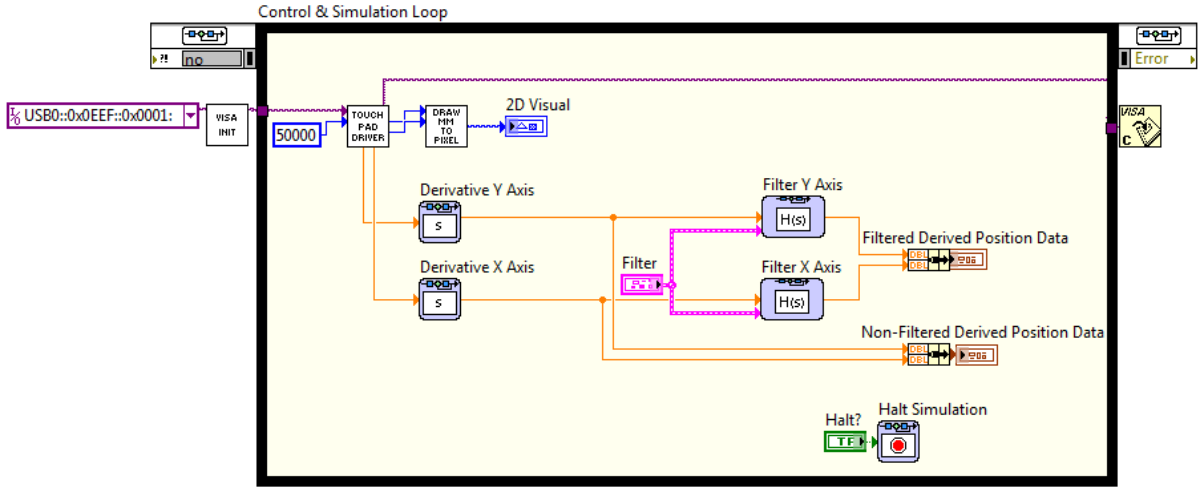 Control & Simulation Loop
?!
no
Error
USB0::0x0EEF::0x0001:
VISA
INIT
50000
TOUCH
PAD
DRIVER
DRAW
MM
TO
PIXEL
2D Visual
VISA
C
Derivative Y Axis
s
Filter Y Axis
H(s)
Filtered Derived Position Data
DBL
DBL
Derivative X Axis
s
Filter
Filter X Axis
H(s)
Non-Filtered Derived Position Data
DBL
DBL
Halt?
TF
Halt Simulation